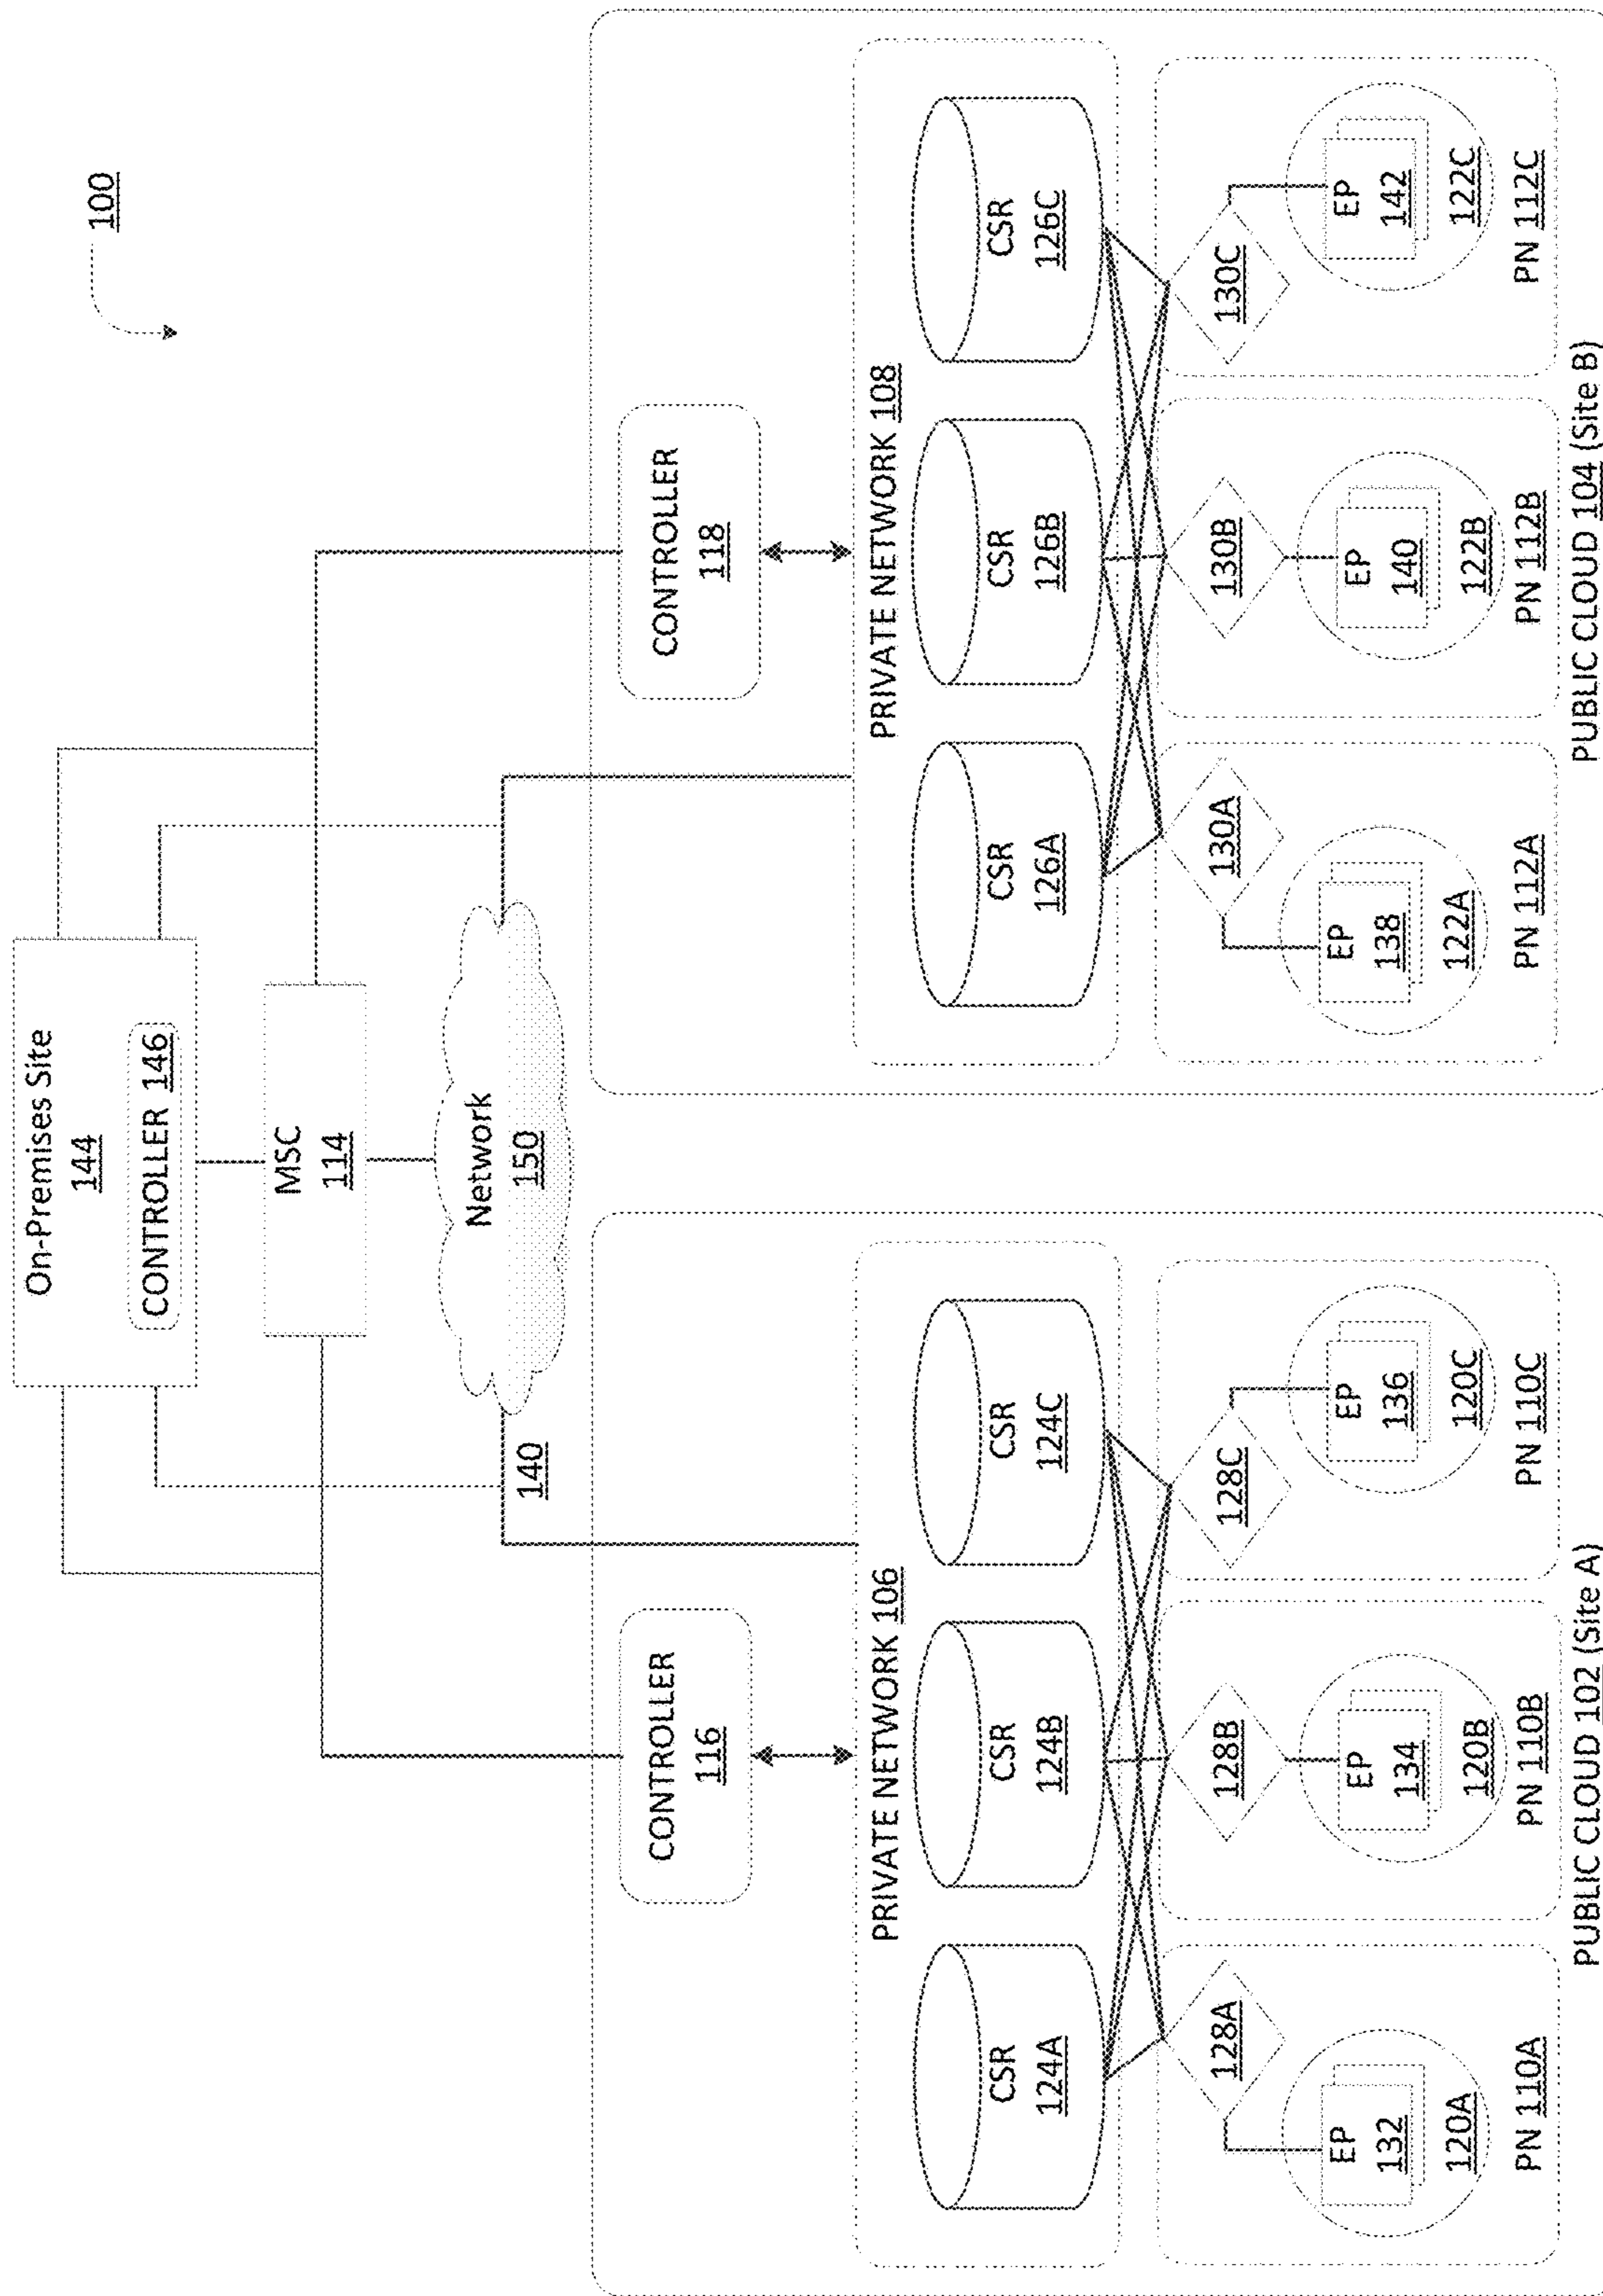 100
On-Premises Site
144
CONTROLLER 146
MSC
114
Network
150
140
CONTROLLER
116
PRIVATE NETWORK 106
CSR
124A
CSR
124B
CSR
124C
128A
128B
128C
EP
132
120A
PN 110A
EP
134
120B
PN 110B
EP
136
120C
PN 110C
PUBLIC CLOUD 102 (Site A)
CONTROLLER
118
PRIVATE NETWORK 108
CSR
126A
CSR
126B
CSR
126C
130A
130B
130C
EP
138
122A
PN 112A
EP
140
122B
PN 112B
EP
142
122C
PN 112C
PUBLIC CLOUD 104 (Site B)